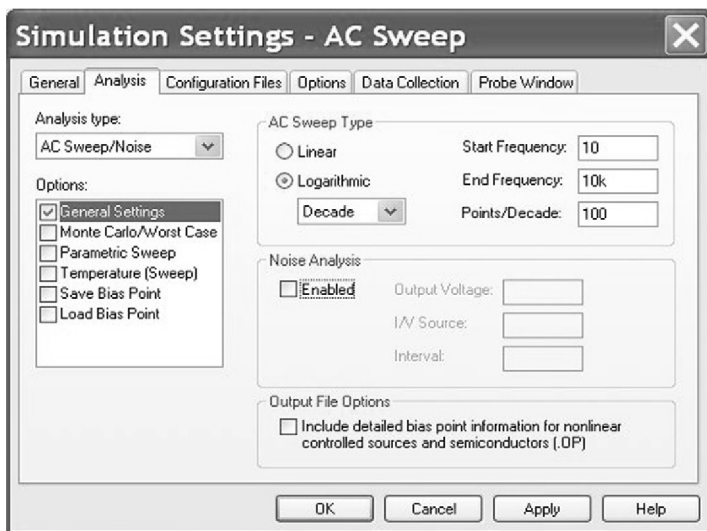 Simulation Settings - AC Sweep
General Analysis Configuration Files Options Data Collection Probe Window
Analysis type:
AC Sweep/Noise
Options:
General Settings
Monte Carlo/Worst Case
Parametric Sweep
Temperature (Sweep)
Save Bias Point
Load Bias Point
AC Sweep Type
Linear
Logarithmic
Decade
Start Frequency: 10
End Frequency: 10k
Points/Decade: 100
Noise Analysis
Enabled
Output Voltage:
I/V Source:
Interval:
Output File Options
Include detailed bias point information for nonlinear
controlled sources and semiconductors (.OP)
OK Cancel Apply Help